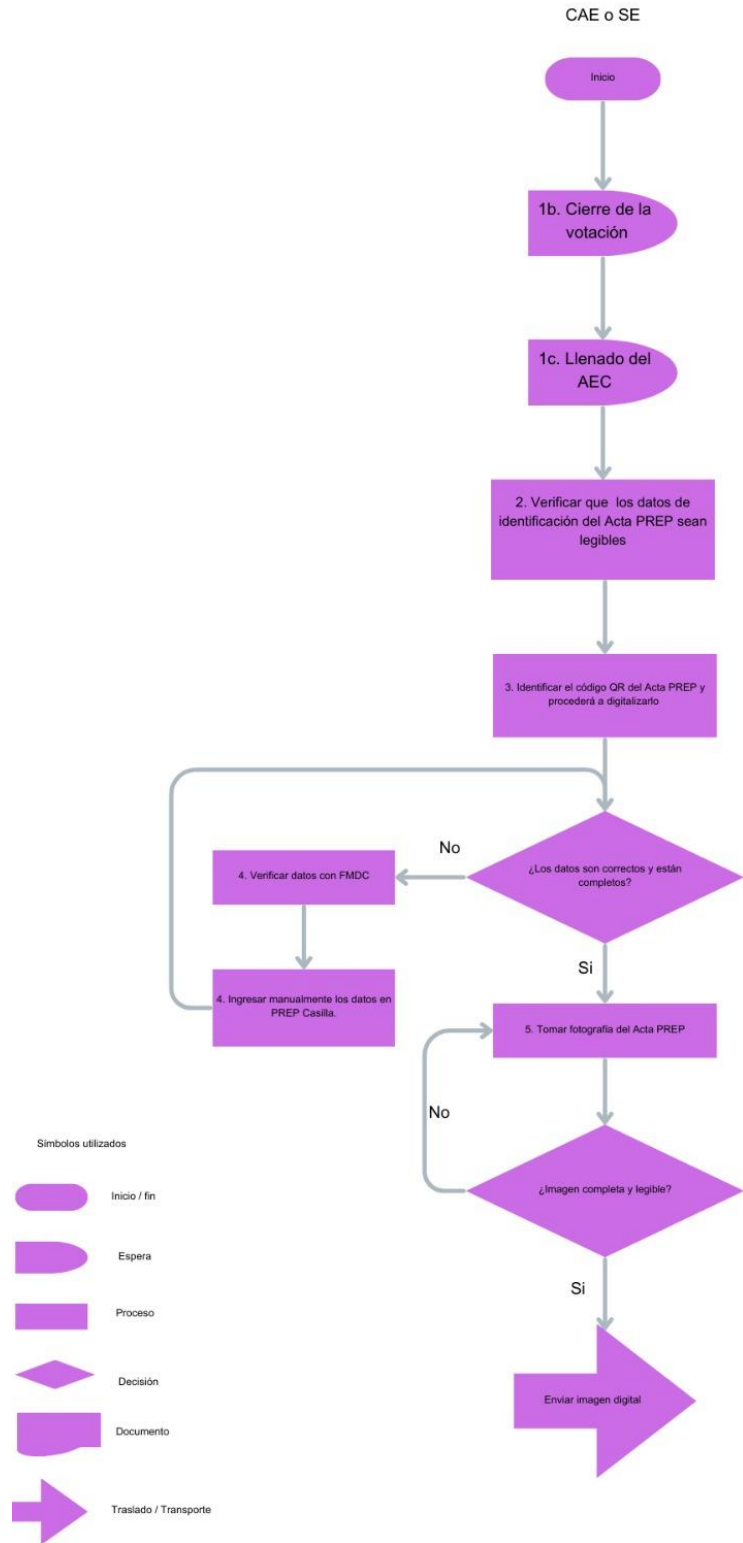 CAE o SE
Inicio
1b. Cierre de la
votación
1c. Llenado del
AEC
2. Verificar que los datos de
identificación del Acta PREP sean
legibles
3. Identificar el código QR del Acta PREP y
procederá a digitalizarlo
¿Los datos son correctos y están
completos?
No
4. Verificar datos con FMDC
4. Ingresar manualmente los datos en
PREP Casilla.
Si
5. Tomar fotografía del Acta PREP
No
¿Imagen completa y legible?
Si
Enviar imagen digital
Símbolos utilizados
Inicio / fin
Espera
Proceso
Decisión
Documento
Traslado / Transporte